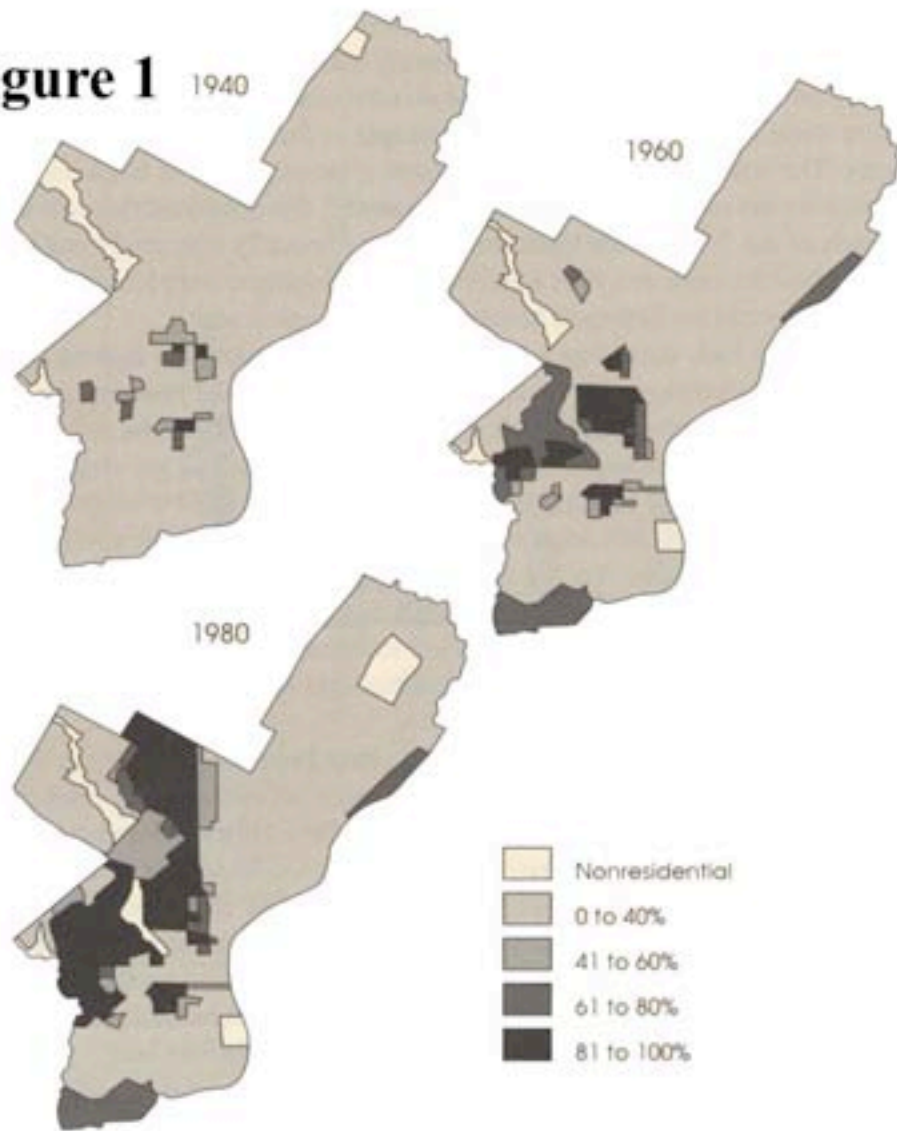 gure 1
1940
1960
1980
Nonresidential
0 to 40%
41 to 60%
61 to 80%
81 to 100%